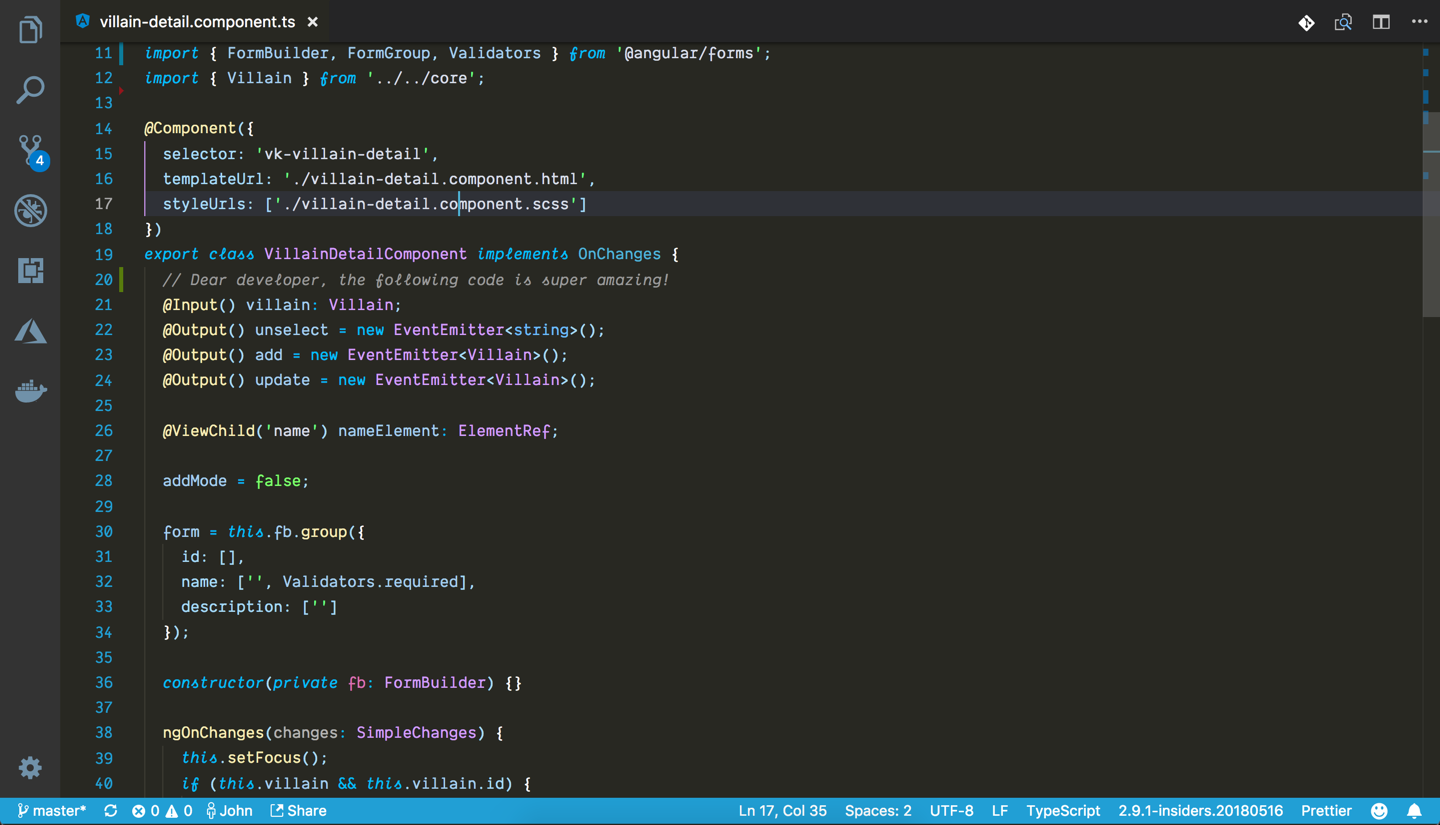 villain-detail.component.ts ×
11 import { FormBuilder, FormGroup, Validators } from '@angular/forms';
12 import { Villain } from '../../core';
13
14 @Component({
15 selector: 'vk-villain-detail',
16 templateUrl: './villain-detail.component.html',
17 styleUrls: ['./villain-detail.component.scss']
18 })
19 export class VillainDetailComponent implements OnChanges {
20 // Dear developer, the following code is super amazing!
21 @Input() villain: Villain;
22 @Output() unselect = new EventEmitter<string>();
23 @Output() add = new EventEmitter<Villain>();
24 @Output() update = new EventEmitter<Villain>();
25
26 @ViewChild('name') nameElement: ElementRef;
27
28 addMode = false;
29
30 form = this.fb.group({
31 id: [],
32 name: ['', Validators.required],
33 description: ['']
34 });
35
36 constructor(private fb: FormBuilder) {}
37
38 ngOnChanges(changes: SimpleChanges) {
39 this.setFocus();
40 if (this.villain && this.villain.id) {
4
master* 0 0 John Share Ln 17, Col 35 Spaces: 2 UTF-8 LF TypeScript 2.9.1-insiders.20180516 Prettier